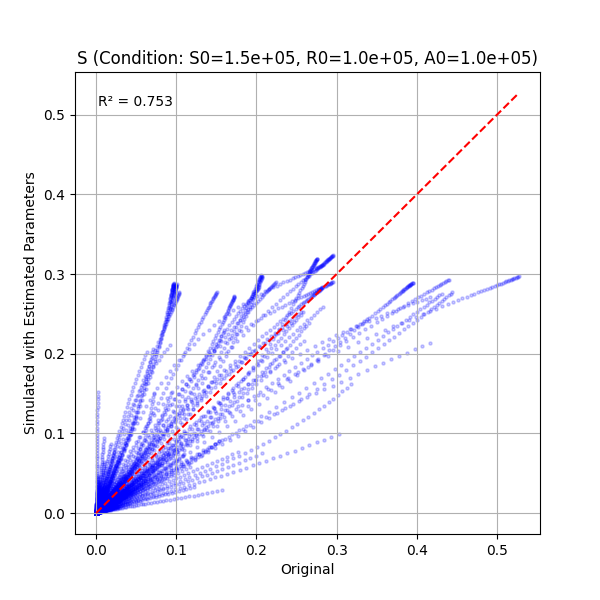 S (Condition: S0=1.5e+05, R0=1.0e+05, A0=1.0e+05)
R² = 0.753
Simulated with Estimated Parameters
0.5
0.4
0.3
0.2
0.1
0.0
0.0 0.1 0.2 0.3 0.4 0.5
Original